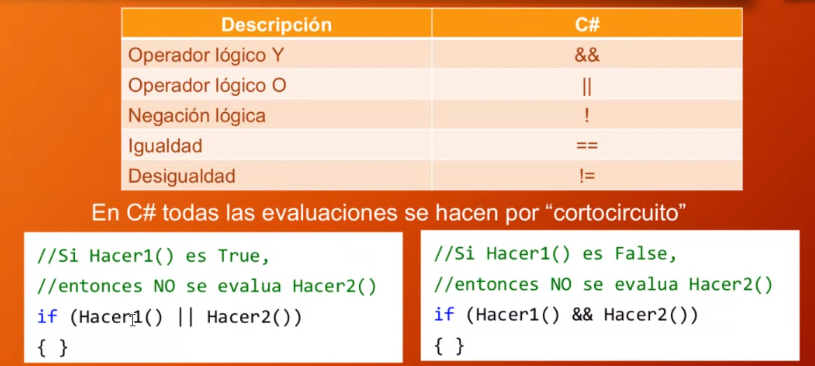 Descripción C#
Operador lógico Y &&
Operador lógico O ||
Negación lógica !
Igualdad ==
Desigualdad !=
En C# todas las evaluaciones se hacen por “cortocircuito”
//Si Hacer1() es True,
//entonces NO se evalua Hacer2()
if (Hacer1() || Hacer2())
{ }
//Si Hacer1() es False,
//entonces NO se evalua Hacer2()
if (Hacer1() && Hacer2())
{ }